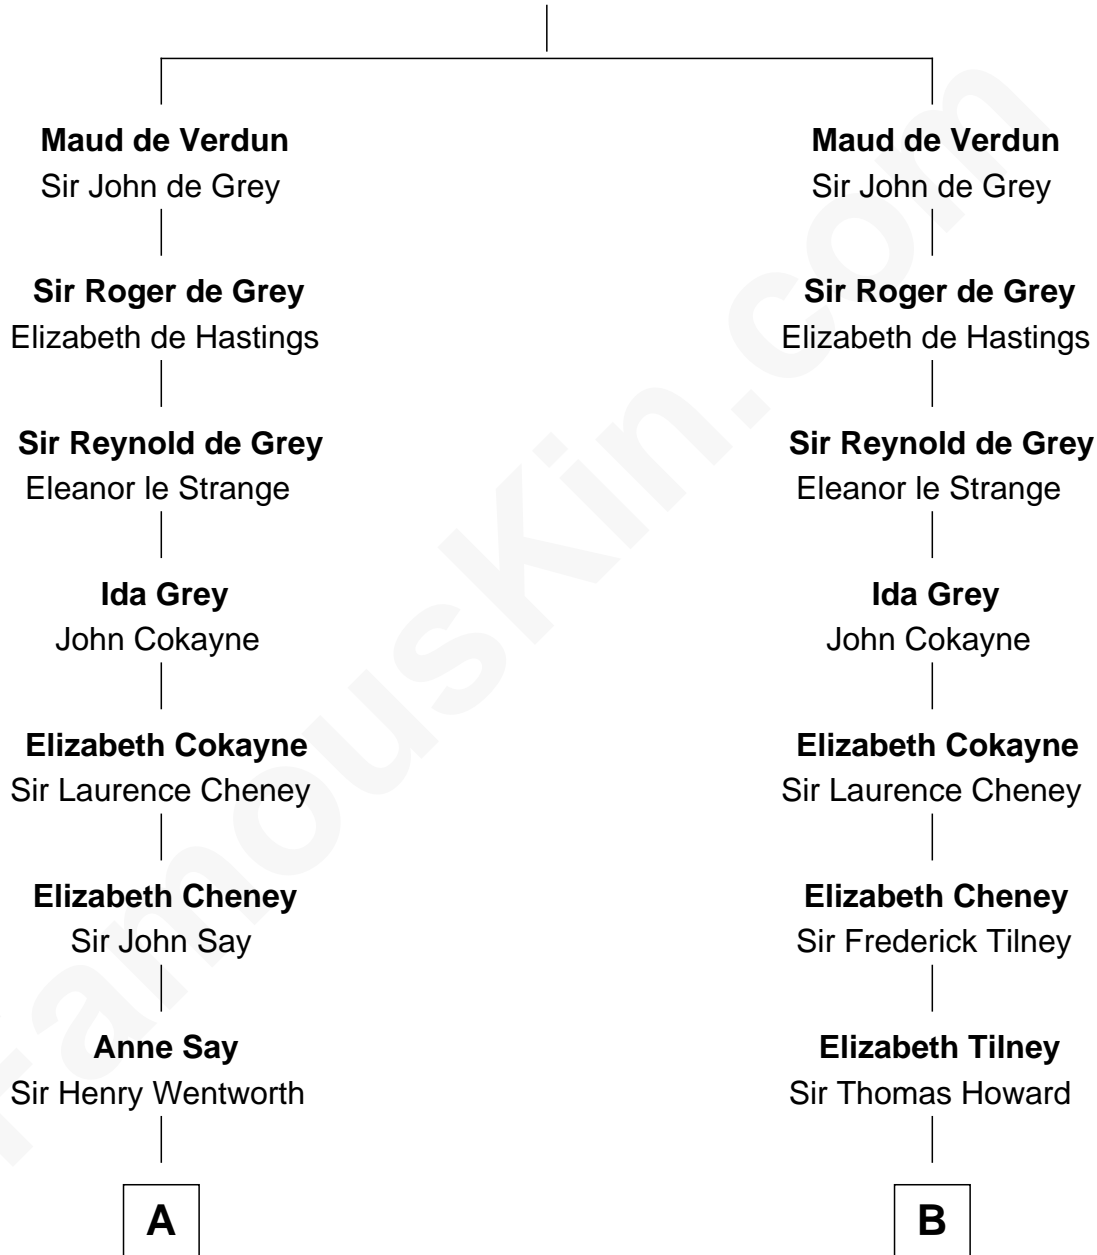 Maud de Verdun
Sir John de Grey
Sir Roger de Grey
Elizabeth de Hastings
Sir Reynold de Grey
Eleanor le Strange
Ida Grey
John Cokayne
Elizabeth Cokayne
Sir Laurence Cheney
Elizabeth Cheney
Sir John Say
Anne Say
Sir Henry Wentworth
A
Maud de Verdun
Sir John de Grey
Sir Roger de Grey
Elizabeth de Hastings
Sir Reynold de Grey
Eleanor le Strange
Ida Grey
John Cokayne
Elizabeth Cokayne
Sir Laurence Cheney
Elizabeth Cheney
Sir Frederick Tilney
Elizabeth Tilney
Sir Thomas Howard
B
FamousKin.com